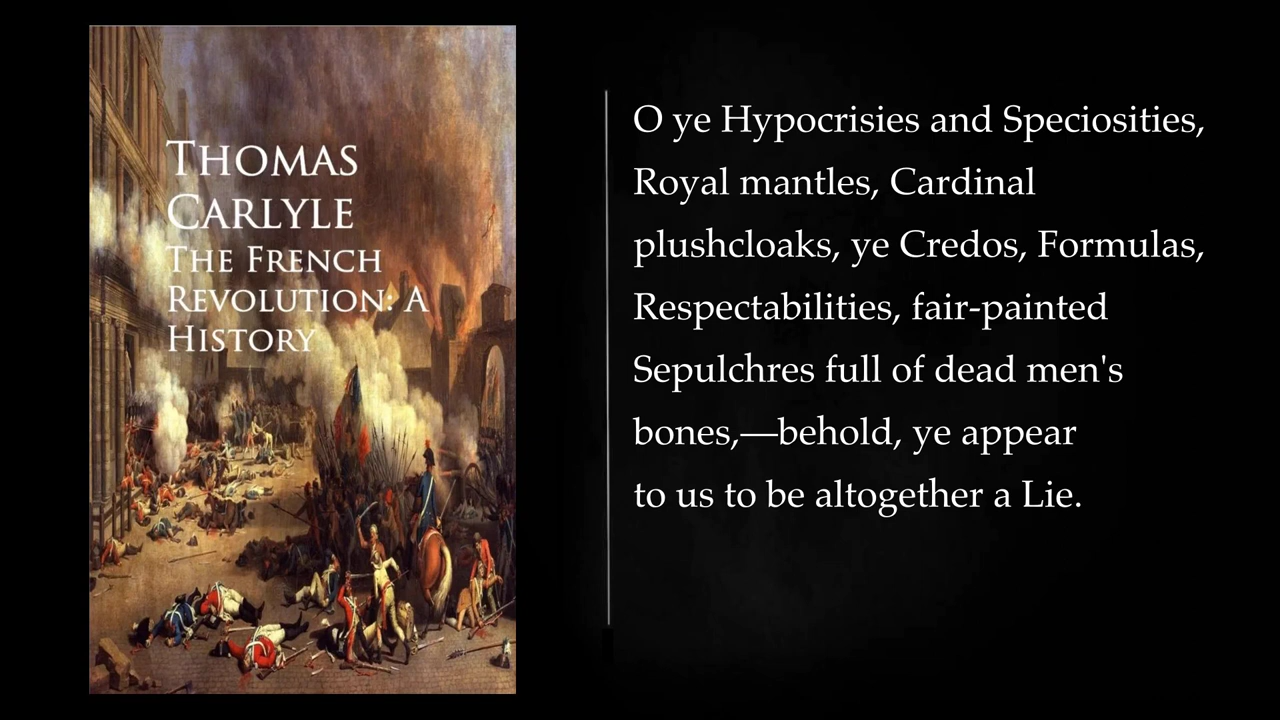 THOMAS
CARLYLE
THE FRENCH
REVOLUTION: A
HISTORY
O ye Hypocrisies and Speciosities,
Royal mantles, Cardinal
plushcloaks, ye Credos, Formulas,
Respectabilities, fair-painted
Sepulchres full of dead men's
bones,—behold, ye appear
to us to be altogether a Lie.